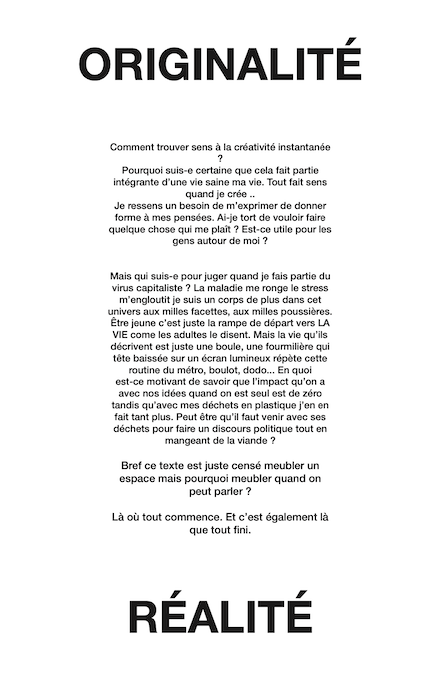 ORIGINALITÉ
Comment trouver sens à la créativité instantanée
?
Pourquoi suis-e certaine que cela fait partie
intégrante d'une vie saine ma vie. Tout fait sens
quand je crée ..
Je ressens un besoin de m'exprimer de donner
forme à mes pensées. Ai-je tort de vouloir faire
quelque chose qui me plaît ? Est-ce utile pour les
gens autour de moi ?
Mais qui suis-e pour juger quand je fais partie du
virus capitaliste ? La maladie me ronge le stress
m'engloutit je suis un corps de plus dans cet
univers aux milles facettes, aux milles poussières.
Être jeune c'est juste la rampe de départ vers LA
VIE come les adultes le disent. Mais la vie qu'ils
décrivent est juste une boule, une fourmilière qui
tête baissée sur un écran lumineux répète cette
routine du métro, boulot, dodo... En quoi
est-ce motivant de savoir que l'impact qu'on a
avec nos idées quand on est seul est de zéro
tandis qu'avec mes déchets en plastique j'en en
fait tant plus. Peut être qu'il faut venir avec ses
déchets pour faire un discours politique tout en
mangeant de la viande ?
Bref ce texte est juste censé meubler un
espace mais pourquoi meubler quand on
peut parler ?
Là où tout commence. Et c'est également là
que tout fini.
RÉALITÉ